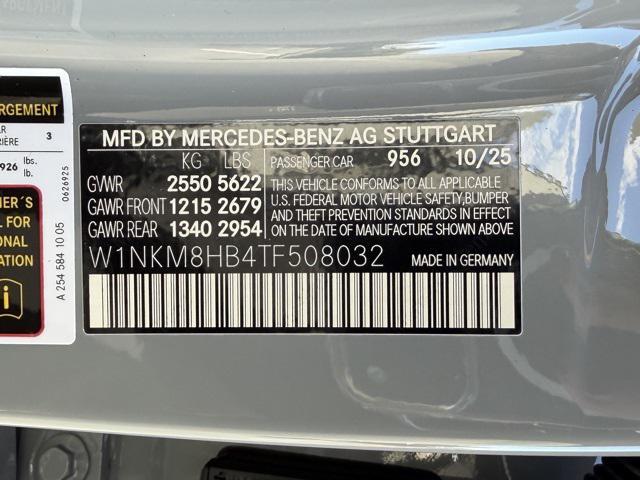 MFD BY MERCEDES-BENZ AG STUTTGART
KG LBS PASSENGER CAR 956 10/25
GVWR 2550 5622
GAWR FRONT 1215 2679
GAWR REAR 1340 2954
THIS VEHICLE CONFORMS TO ALL APPLICABLE
U.S. FEDERAL MOTOR VEHICLE SAFETY,BUMPER
AND THEFT PREVENTION STANDARDS IN EFFECT
ON THE DATE OF MANUFACTURE SHOWN ABOVE
W1NKM8HB4TF508032 MADE IN GERMANY
RGEMENT
3
926 lbs.
lb.
0626925
A 254 584 10 05